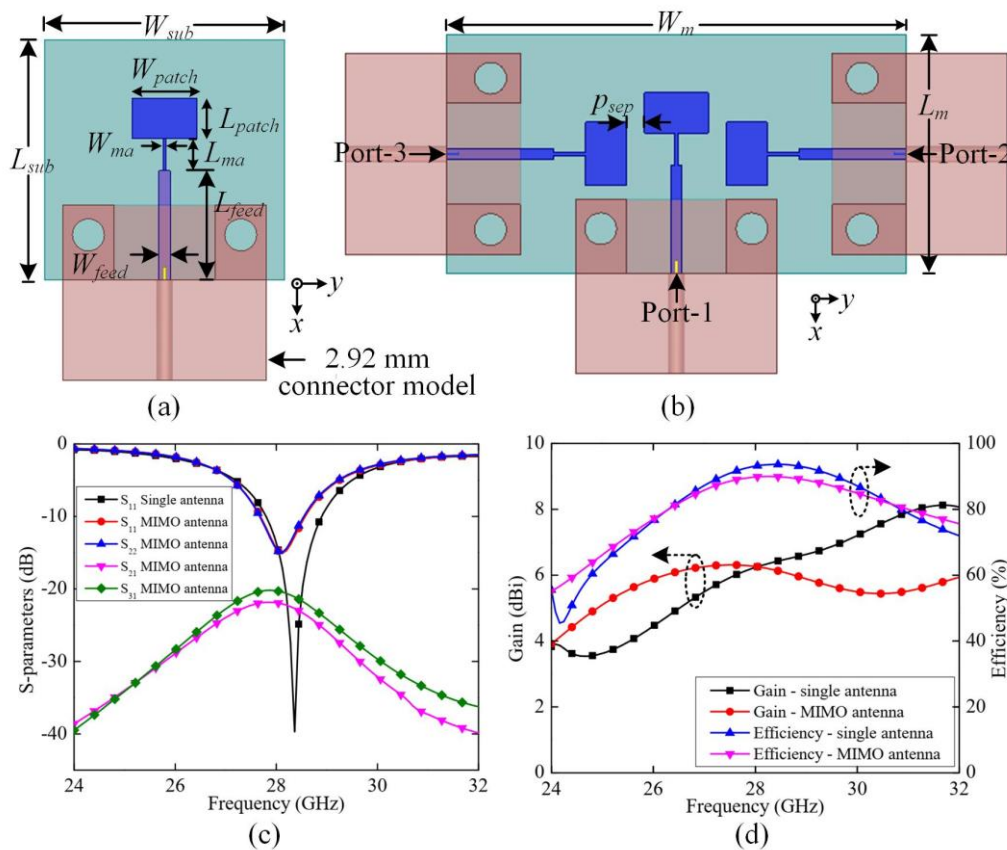 W_sub
W_patch
L_patch
W_ma
L_ma
L_sub
L_feed
W_feed
y
x
2.92 mm
connector model
(a)
W_m
p_sep
L_m
Port-3
Port-2
Port-1
y
x
(b)
0
-10
-20
-30
-40
S-parameters (dB)
S₁₁ Single antenna
S₁₁ MIMO antenna
S₂₂ MIMO antenna
S₂₁ MIMO antenna
S₃₁ MIMO antenna
24 26 28 30 32
Frequency (GHz)
(c)
10
8
6
4
2
0
Gain (dBi)
100
80
60
40
20
0
Efficiency (%)
Gain - single antenna
Gain - MIMO antenna
Efficiency - single antenna
Efficiency - MIMO antenna
24 26 28 30 32
Frequency (GHz)
(d)